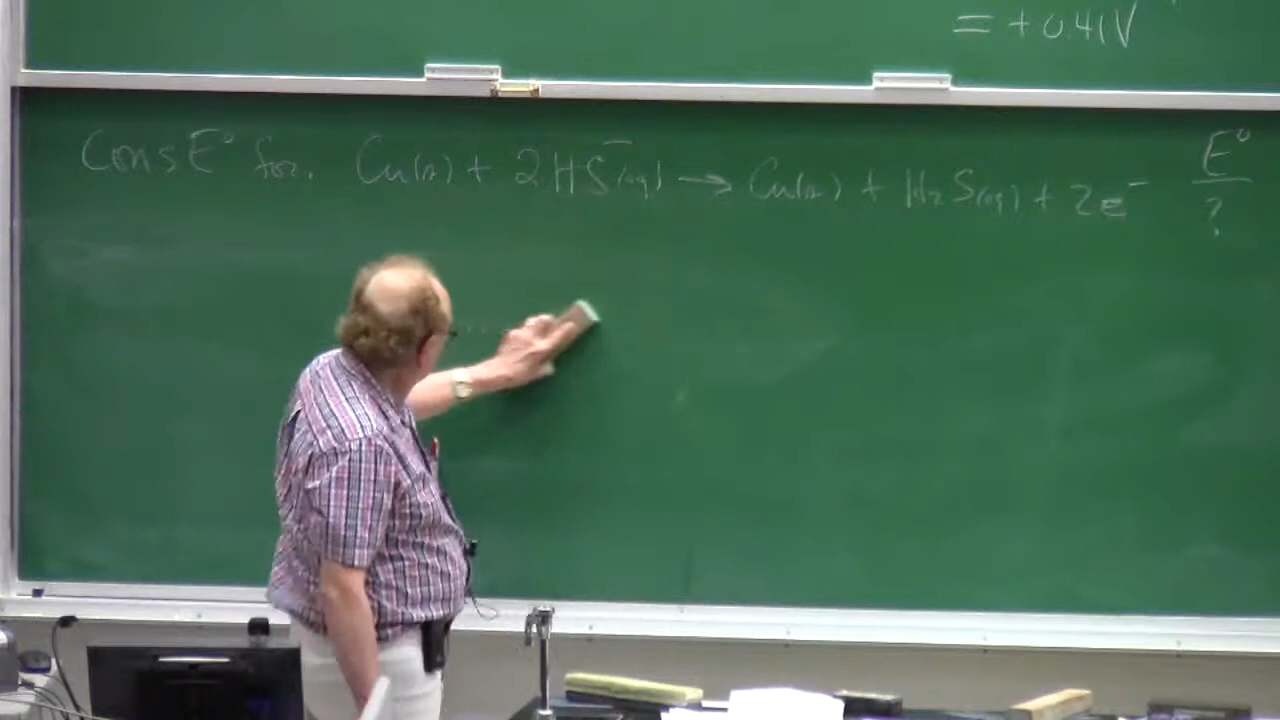 = + 0.41V
Cons E° for. Cu(s) + 2HS⁻(aq) → Cu(s) + H₂S(aq) + 2e⁻ E°
?